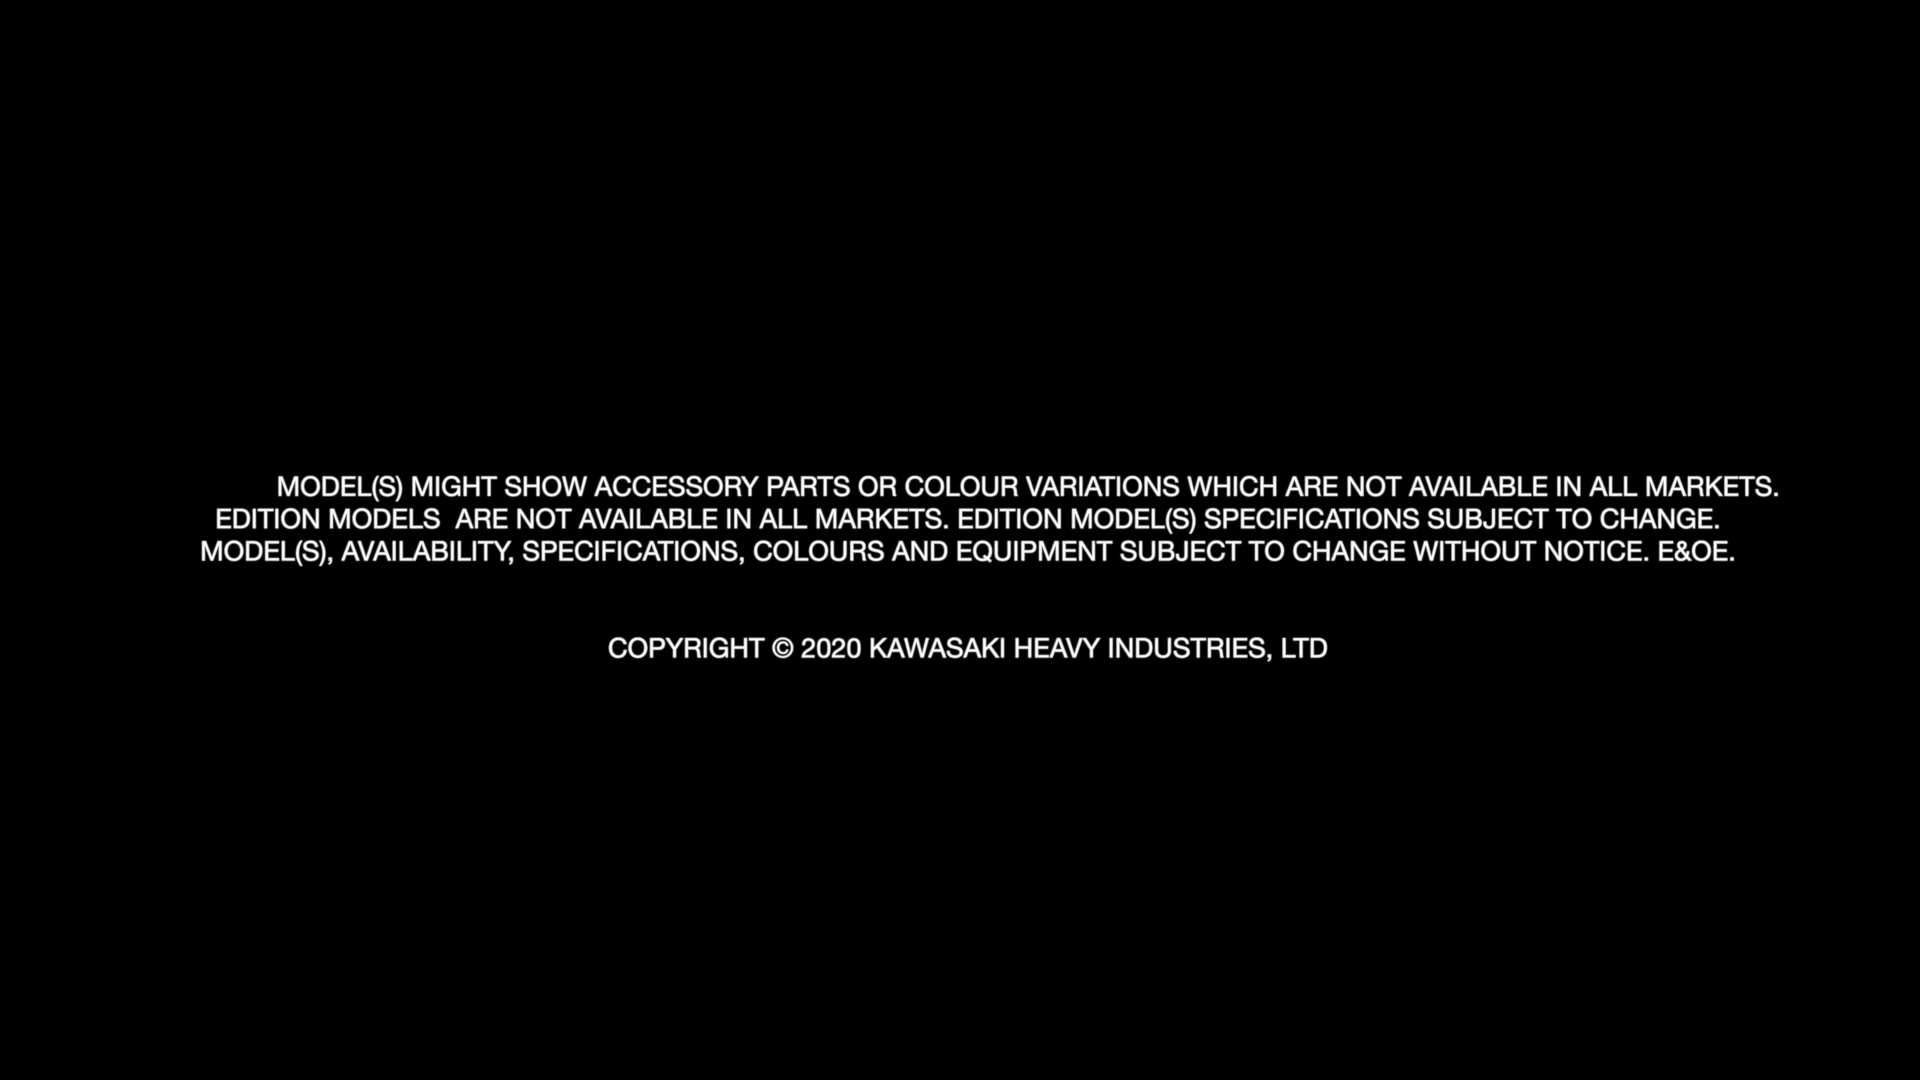 MODEL(S) MIGHT SHOW ACCESSORY PARTS OR COLOUR VARIATIONS WHICH ARE NOT AVAILABLE IN ALL MARKETS.
EDITION MODELS  ARE NOT AVAILABLE IN ALL MARKETS. EDITION MODEL(S) SPECIFICATIONS SUBJECT TO CHANGE.
MODEL(S), AVAILABILITY, SPECIFICATIONS, COLOURS AND EQUIPMENT SUBJECT TO CHANGE WITHOUT NOTICE. E&OE.
COPYRIGHT © 2020 KAWASAKI HEAVY INDUSTRIES, LTD